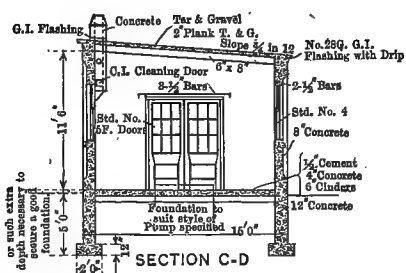 Concrete
Tar & Gravel
G.I. Flashing
2" Plank T. & G.
Slope ¾" in 12"
6" x 8"
No. 28G. G.I.
Flashing with Drip
C.I. Cleaning Door
3-½" Bars
2-½" Bars
Std. No.
5F. Doors
Std. No. 4
8" Concrete
11'6"
½" Cement
4" Concrete
6" Cinders
12" Concrete
or such extra
depth necessary to
secure a good
foundation.
5'0"
Foundation to
suit style of
Pump specified
15'0"
2'0"
12"
SECTION C-D